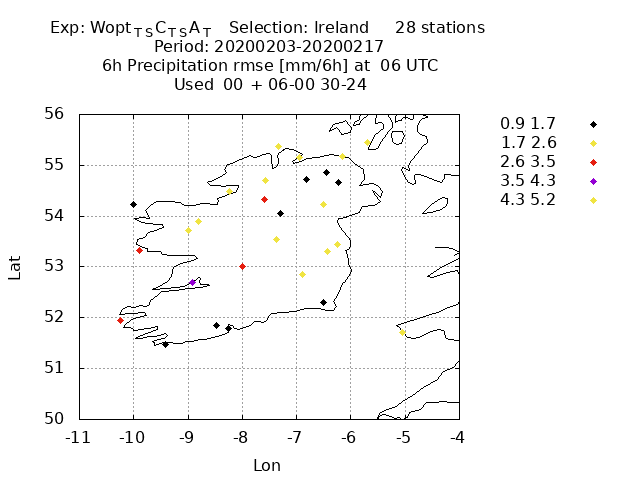 Exp: Wopt_TS C_TS A_T   Selection: Ireland     28 stations
Period: 20200203-20200217
6h Precipitation rmse [mm/6h] at  06 UTC
Used  00 + 06-00 30-24
0.9 1.7
1.7 2.6
2.6 3.5
3.5 4.3
4.3 5.2
56
55
54
53
52
51
50
Lat
-11 -10 -9 -8 -7 -6 -5 -4
Lon